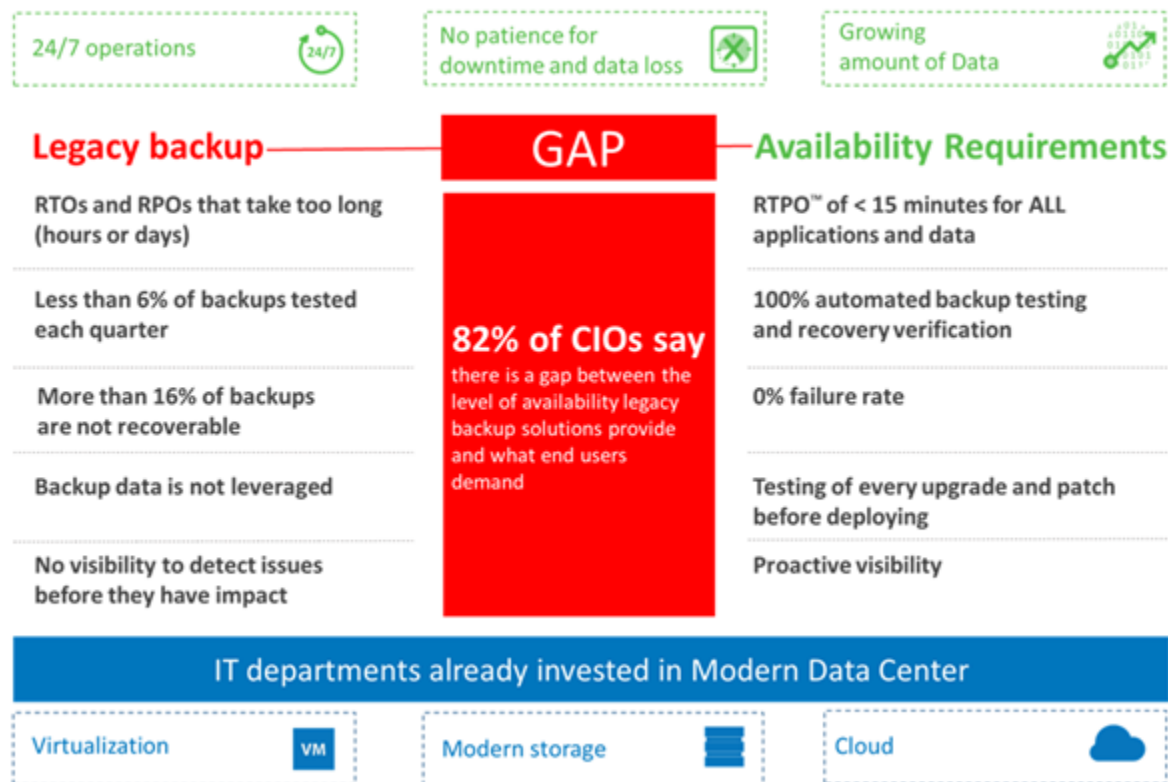 24/7 operations
24/7
No patience for
downtime and data loss
Growing
amount of Data
Legacy backup
GAP
Availability Requirements
RTOs and RPOs that take too long
(hours or days)
Less than 6% of backups tested
each quarter
More than 16% of backups
are not recoverable
Backup data is not leveraged
No visibility to detect issues
before they have impact
82% of CIOs say
there is a gap between the
level of availability legacy
backup solutions provide
and what end users
demand
RTPO™ of < 15 minutes for ALL
applications and data
100% automated backup testing
and recovery verification
0% failure rate
Testing of every upgrade and patch
before deploying
Proactive visibility
IT departments already invested in Modern Data Center
Virtualization
VM
Modern storage
Cloud